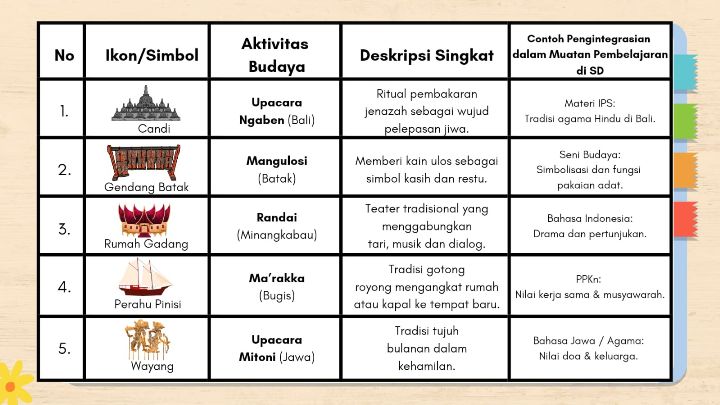 No
Ikon/Simbol
Aktivitas
Budaya
Deskripsi Singkat
Contoh Pengintegrasian
dalam Muatan Pembelajaran
di SD
1.
Candi
Upacara
Ngaben (Bali)
Ritual pembakaran
jenazah sebagai wujud
pelepasan jiwa.
Materi IPS:
Tradisi agama Hindu di Bali.
2.
Gendang Batak
Mangulosi
(Batak)
Memberi kain ulos sebagai
simbol kasih dan restu.
Seni Budaya:
Simbolisasi dan fungsi
pakaian adat.
3.
Rumah Gadang
Randai
(Minangkabau)
Teater tradisional yang
menggabungkan
tari, musik dan dialog.
Bahasa Indonesia:
Drama dan pertunjukan.
4.
Perahu Pinisi
Ma'rakka
(Bugis)
Tradisi gotong
royong mengangkat rumah
atau kapal ke tempat baru.
PPKn:
Nilai kerja sama & musyawarah.
5.
Wayang
Upacara
Mitoni (Jawa)
Tradisi tujuh
bulanan dalam
kehamilan.
Bahasa Jawa / Agama:
Nilai doa & keluarga.